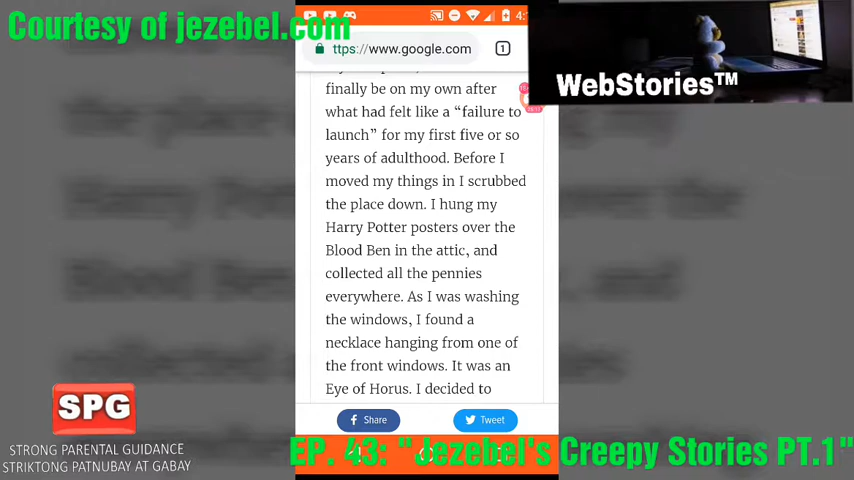 Courtesy of jezebel.com
ttps://www.google.com
1
WebStories™
finally be on my own after
what had felt like a “failure to
launch” for my first five or so
years of adulthood. Before I
moved my things in I scrubbed
the place down. I hung my
Harry Potter posters over the
Blood Ben in the attic, and
collected all the pennies
everywhere. As I was washing
the windows, I found a
necklace hanging from one of
the front windows. It was an
Eye of Horus. I decided to
Share
Tweet
SPG
STRONG PARENTAL GUIDANCE
STRIKTONG PATNUBAY AT GABAY
EP. 43: "Jezebel's Creepy Stories PT.1"